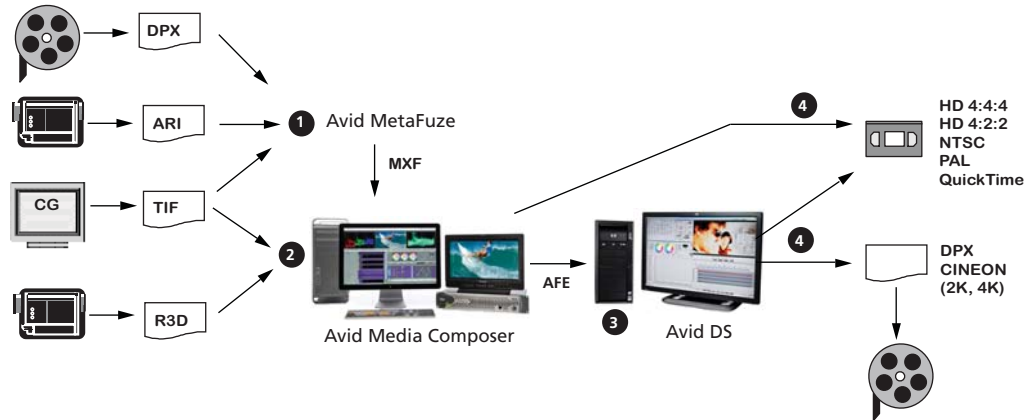 DPX
ARI
CG
TIF
R3D
1
Avid MetaFuze
MXF
2
Avid Media Composer
AFE
3
Avid DS
4
HD 4:4:4
HD 4:2:2
NTSC
PAL
QuickTime
4
DPX
CINEON
(2K, 4K)